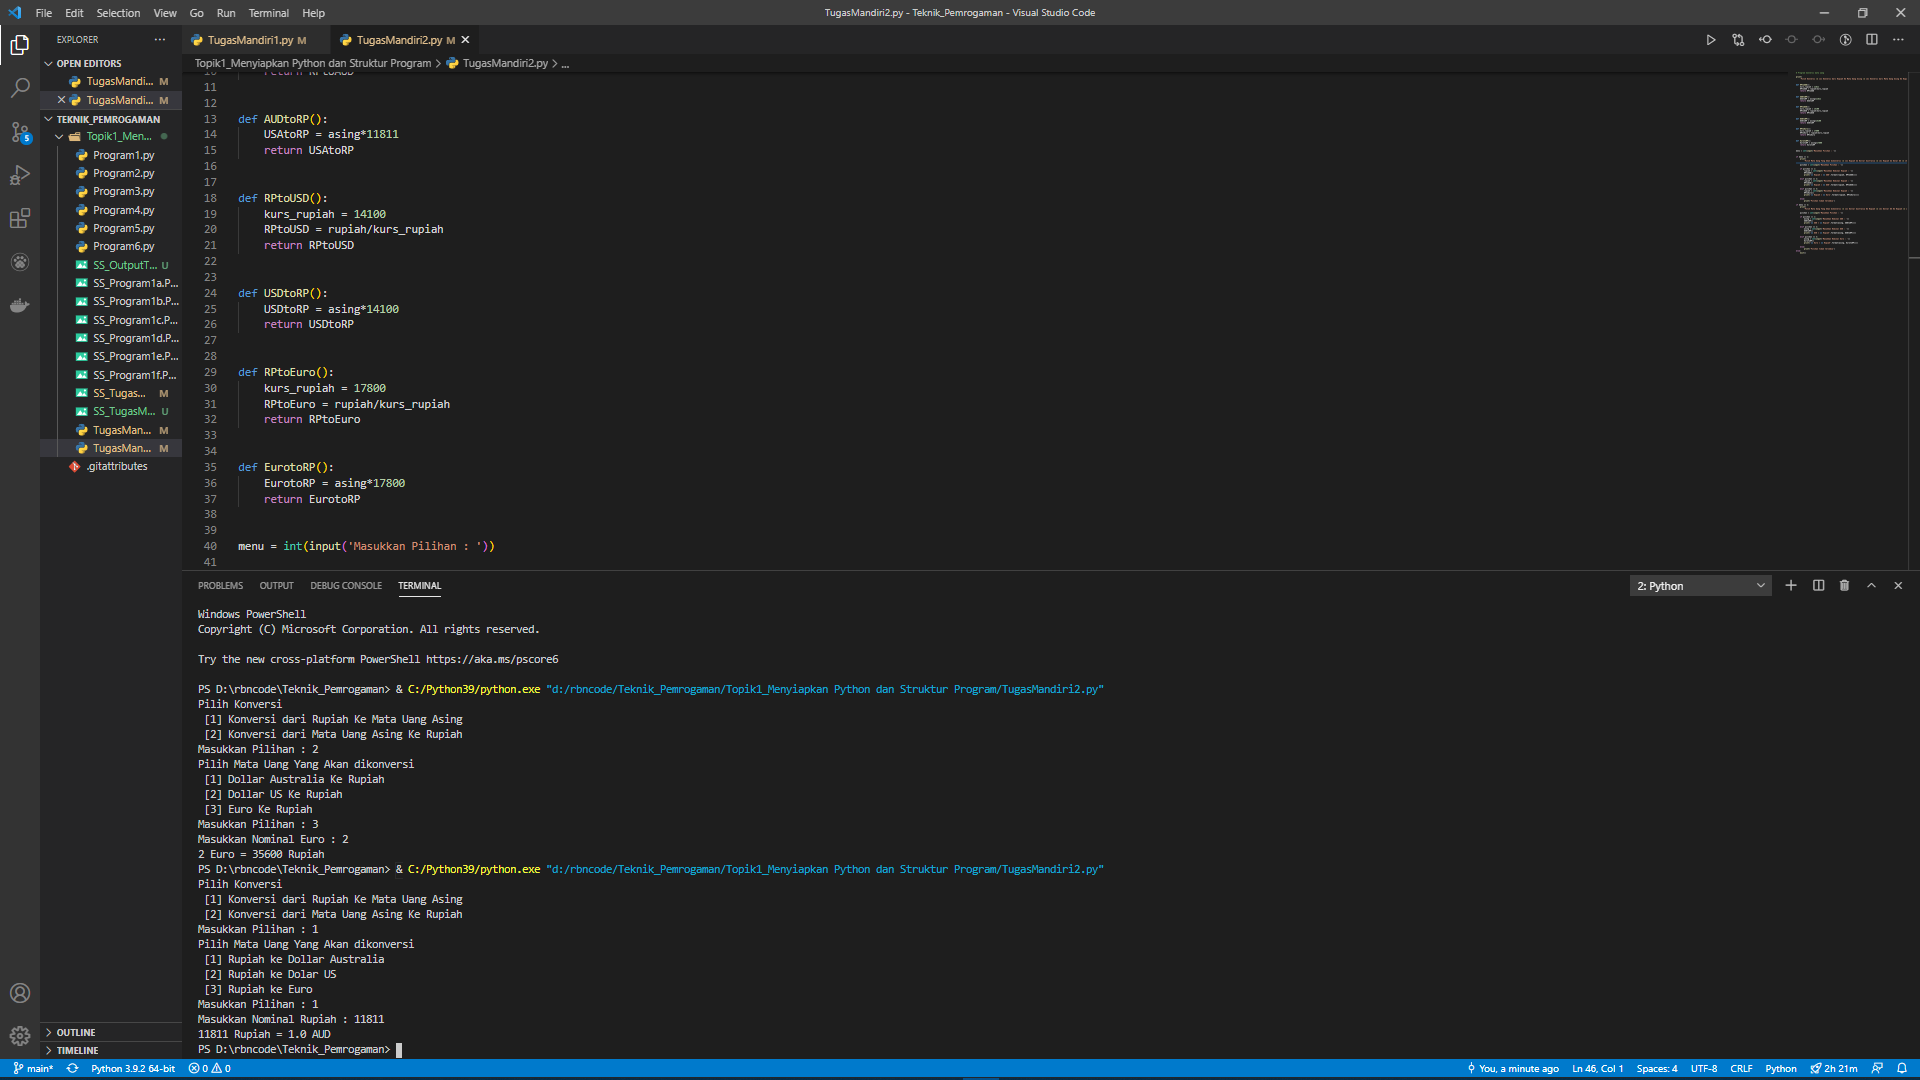 File Edit Selection View Go Run Terminal Help
TugasMandiri2.py - Teknik_Pemrogaman - Visual Studio Code
EXPLORER
OPEN EDITORS
TugasMandi... M
TugasMandi... M
TEKNIK_PEMROGAMAN
Topik1_Men...
Program1.py
Program2.py
Program3.py
Program4.py
Program5.py
Program6.py
SS_OutputT... U
SS_Program1a.P...
SS_Program1b.P...
SS_Program1c.P...
SS_Program1d.P...
SS_Program1e.P...
SS_Program1f.P...
SS_Tugas... M
SS_TugasM... U
TugasMan... M
TugasMan... M
.gitattributes
OUTLINE
TIMELINE
5
TugasMandiri1.py M
TugasMandiri2.py M
Topik1_Menyiapkan Python dan Struktur Program > TugasMandiri2.py > ...
11
12
13 def AUDtoRP():
14 USAtoRP = asing*11811
15 return USAtoRP
16
17
18 def RPtoUSD():
19 kurs_rupiah = 14100
20 RPtoUSD = rupiah/kurs_rupiah
21 return RPtoUSD
22
23
24 def USDtoRP():
25 USDtoRP = asing*14100
26 return USDtoRP
27
28
29 def RPtoEuro():
30 kurs_rupiah = 17800
31 RPtoEuro = rupiah/kurs_rupiah
32 return RPtoEuro
33
34
35 def EurotoRP():
36 EurotoRP = asing*17800
37 return EurotoRP
38
39
40 menu = int(input('Masukkan Pilihan : '))
41
PROBLEMS OUTPUT DEBUG CONSOLE TERMINAL
2: Python
Windows PowerShell
Copyright (C) Microsoft Corporation. All rights reserved.
Try the new cross-platform PowerShell https://aka.ms/pscore6
PS D:\rbncode\Teknik_Pemrogaman> & C:/Python39/python.exe "d:/rbncode/Teknik_Pemrogaman/Topik1_Menyiapkan Python dan Struktur Program/TugasMandiri2.py"
Pilih Konversi
[1] Konversi dari Rupiah Ke Mata Uang Asing
[2] Konversi dari Mata Uang Asing Ke Rupiah
Masukkan Pilihan : 2
Pilih Mata Uang Yang Akan dikonversi
[1] Dollar Australia Ke Rupiah
[2] Dollar US Ke Rupiah
[3] Euro Ke Rupiah
Masukkan Pilihan : 3
Masukkan Nominal Euro : 2
2 Euro = 35600 Rupiah
PS D:\rbncode\Teknik_Pemrogaman> & C:/Python39/python.exe "d:/rbncode/Teknik_Pemrogaman/Topik1_Menyiapkan Python dan Struktur Program/TugasMandiri2.py"
Pilih Konversi
[1] Konversi dari Rupiah Ke Mata Uang Asing
[2] Konversi dari Mata Uang Asing Ke Rupiah
Masukkan Pilihan : 1
Pilih Mata Uang Yang Akan dikonversi
[1] Rupiah ke Dollar Australia
[2] Rupiah ke Dolar US
[3] Rupiah ke Euro
Masukkan Pilihan : 1
Masukkan Nominal Rupiah : 11811
11811 Rupiah = 1.0 AUD
PS D:\rbncode\Teknik_Pemrogaman>
main* Python 3.9.2 64-bit 0 0
You, a minute ago Ln 46, Col 1 Spaces: 4 UTF-8 CRLF Python 2h 21m